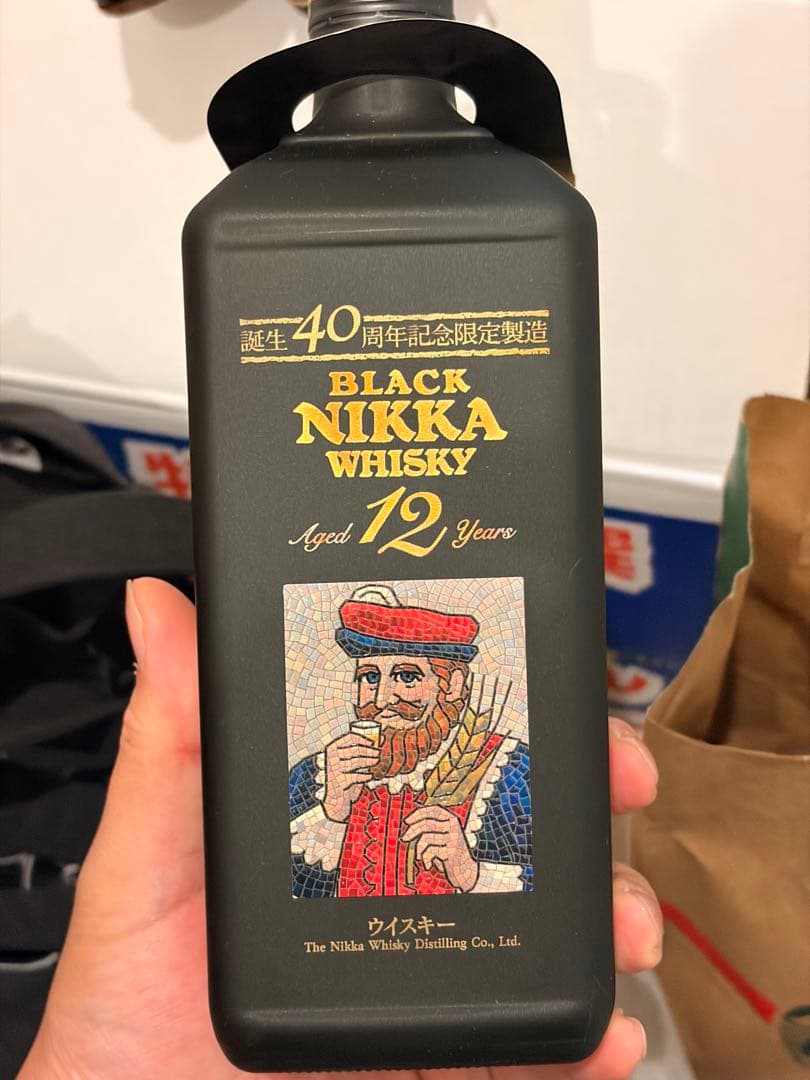 誕生40周年記念限定製造
BLACK
NIKKA
WHISKY
Aged 12 Years
ウイスキー
The Nikka Whisky Distilling Co., Ltd.